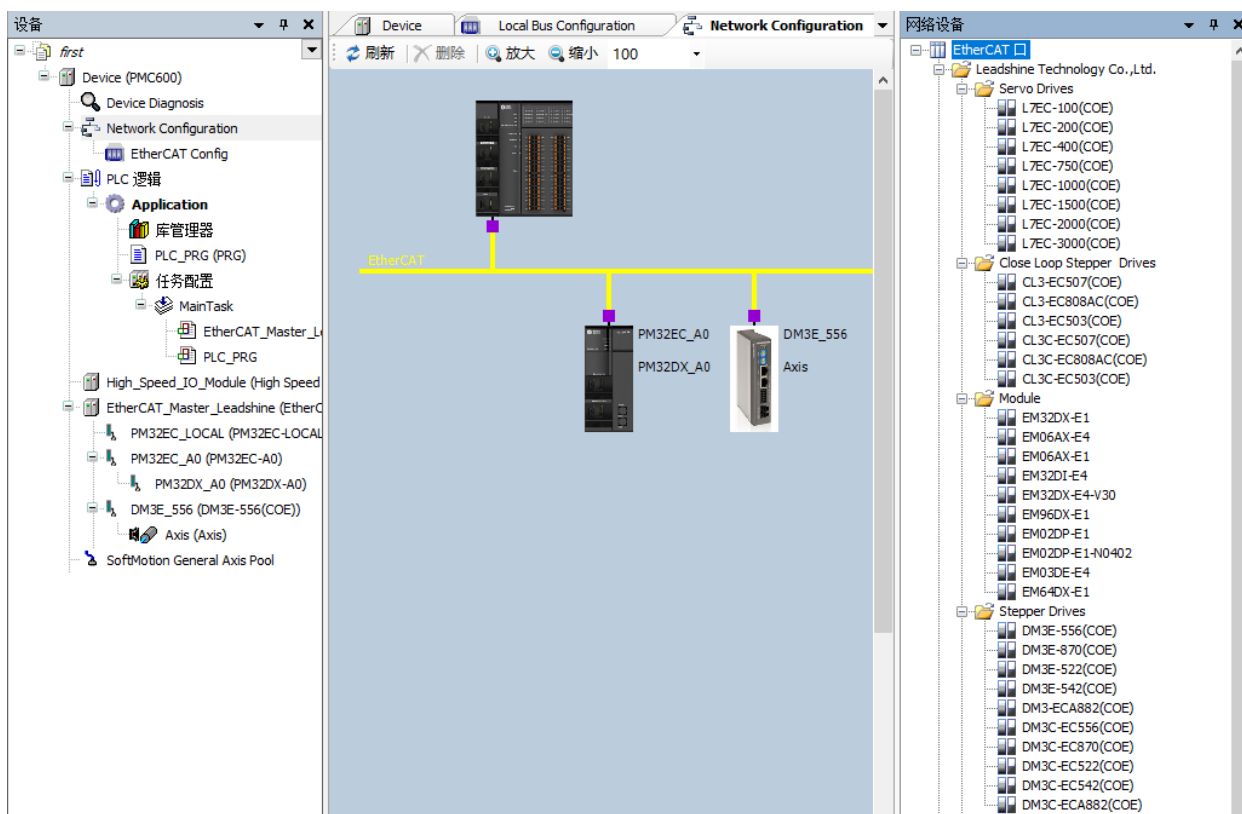 设备
first
Device (PMC600)
Device Diagnosis
Network Configuration
EtherCAT Config
PLC 逻辑
Application
库管理器
PLC_PRG (PRG)
任务配置
MainTask
EtherCAT_Master_L
PLC_PRG
High_Speed_IO_Module (High Speed
EtherCAT_Master_Leadshine (EtherC
PM32EC_LOCAL (PM32EC-LOCAL
PM32EC_A0 (PM32EC-A0)
PM32DX_A0 (PM32DX-A0)
DM3E_556 (DM3E-556(COE))
Axis (Axis)
SoftMotion General Axis Pool
Device
Local Bus Configuration
Network Configuration
刷新 删除 放大 缩小 100
EtherCAT
PM32EC_A0
PM32DX_A0
DM3E_556
Axis
网络设备
EtherCAT 口
Leadshine Technology Co.,Ltd.
Servo Drives
L7EC-100(COE)
L7EC-200(COE)
L7EC-400(COE)
L7EC-750(COE)
L7EC-1000(COE)
L7EC-1500(COE)
L7EC-2000(COE)
L7EC-3000(COE)
Close Loop Stepper Drives
CL3-EC507(COE)
CL3-EC808AC(COE)
CL3-EC503(COE)
CL3C-EC507(COE)
CL3C-EC808AC(COE)
CL3C-EC503(COE)
Module
EM32DX-E1
EM06AX-E4
EM06AX-E1
EM32DI-E4
EM32DX-E4-V30
EM96DX-E1
EM02DP-E1
EM02DP-E1-N0402
EM03DE-E4
EM64DX-E1
Stepper Drives
DM3E-556(COE)
DM3E-870(COE)
DM3E-522(COE)
DM3E-542(COE)
DM3-ECA882(COE)
DM3C-EC556(COE)
DM3C-EC870(COE)
DM3C-EC522(COE)
DM3C-EC542(COE)
DM3C-ECA882(COE)